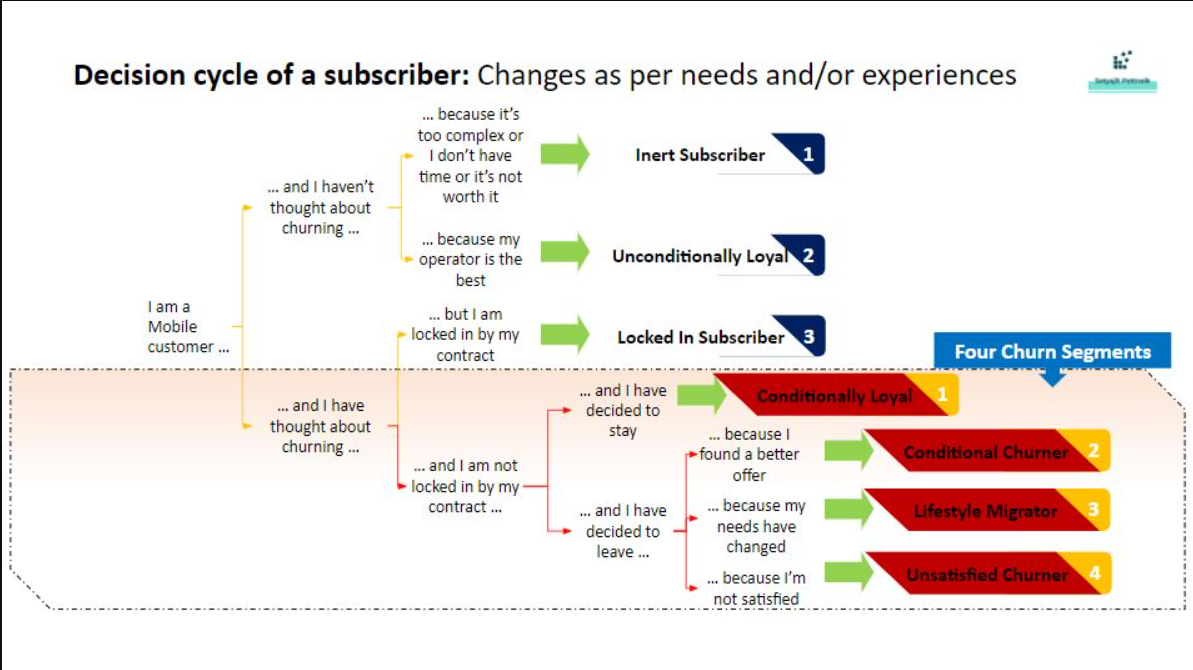 Decision cycle of a subscriber: Changes as per needs and/or experiences
Satyajit Pattnaik
... because it's
too complex or
I don't have
time or it's not
worth it
Inert Subscriber
1
... and I haven't
thought about
churning ...
... because my
operator is the
best
Unconditionally Loyal
2
I am a
Mobile
customer ...
... but I am
locked in by my
contract
Locked In Subscriber
3
Four Churn Segments
... and I have
thought about
churning ...
... and I have
decided to
stay
Conditionally Loyal
1
... and I am not
locked in by my
contract ...
... because I
found a better
offer
Conditional Churner
2
... and I have
decided to
leave ...
... because my
needs have
changed
Lifestyle Migrator
3
... because I'm
not satisfied
Unsatisfied Churner
4